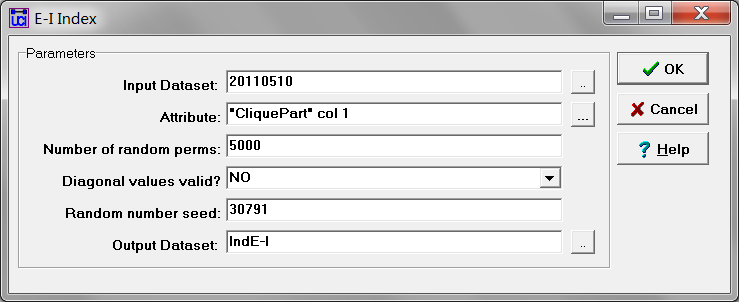 UCI E-I Index
Parameters
Input Dataset: 20110510 ..
Attribute: "CliquePart" col 1 ...
Number of random perms: 5000
Diagonal values valid? NO
Random number seed: 30791
Output Dataset: IndE-I ..
OK
Cancel
Help